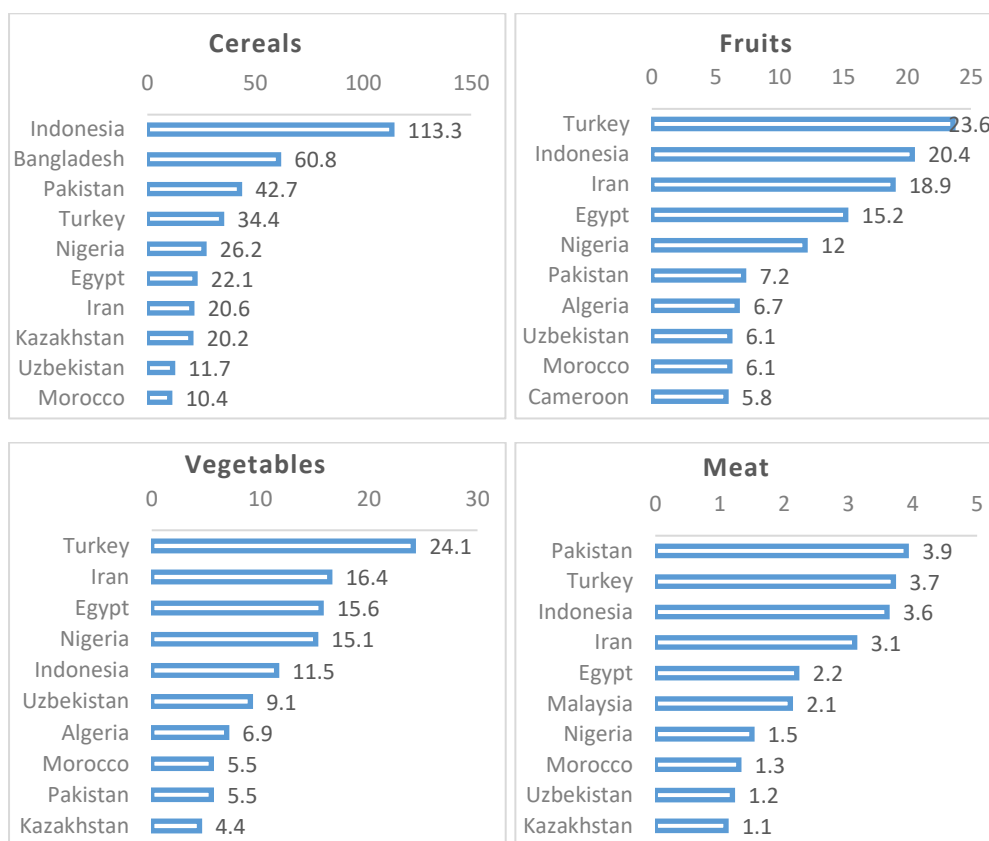 Cereals
0 50 100 150
Indonesia 113.3
Bangladesh 60.8
Pakistan 42.7
Turkey 34.4
Nigeria 26.2
Egypt 22.1
Iran 20.6
Kazakhstan 20.2
Uzbekistan 11.7
Morocco 10.4
Fruits
0 5 10 15 20 25
Turkey 23.6
Indonesia 20.4
Iran 18.9
Egypt 15.2
Nigeria 12
Pakistan 7.2
Algeria 6.7
Uzbekistan 6.1
Morocco 6.1
Cameroon 5.8
Vegetables
0 10 20 30
Turkey 24.1
Iran 16.4
Egypt 15.6
Nigeria 15.1
Indonesia 11.5
Uzbekistan 9.1
Algeria 6.9
Morocco 5.5
Pakistan 5.5
Kazakhstan 4.4
Meat
0 1 2 3 4 5
Pakistan 3.9
Turkey 3.7
Indonesia 3.6
Iran 3.1
Egypt 2.2
Malaysia 2.1
Nigeria 1.5
Morocco 1.3
Uzbekistan 1.2
Kazakhstan 1.1